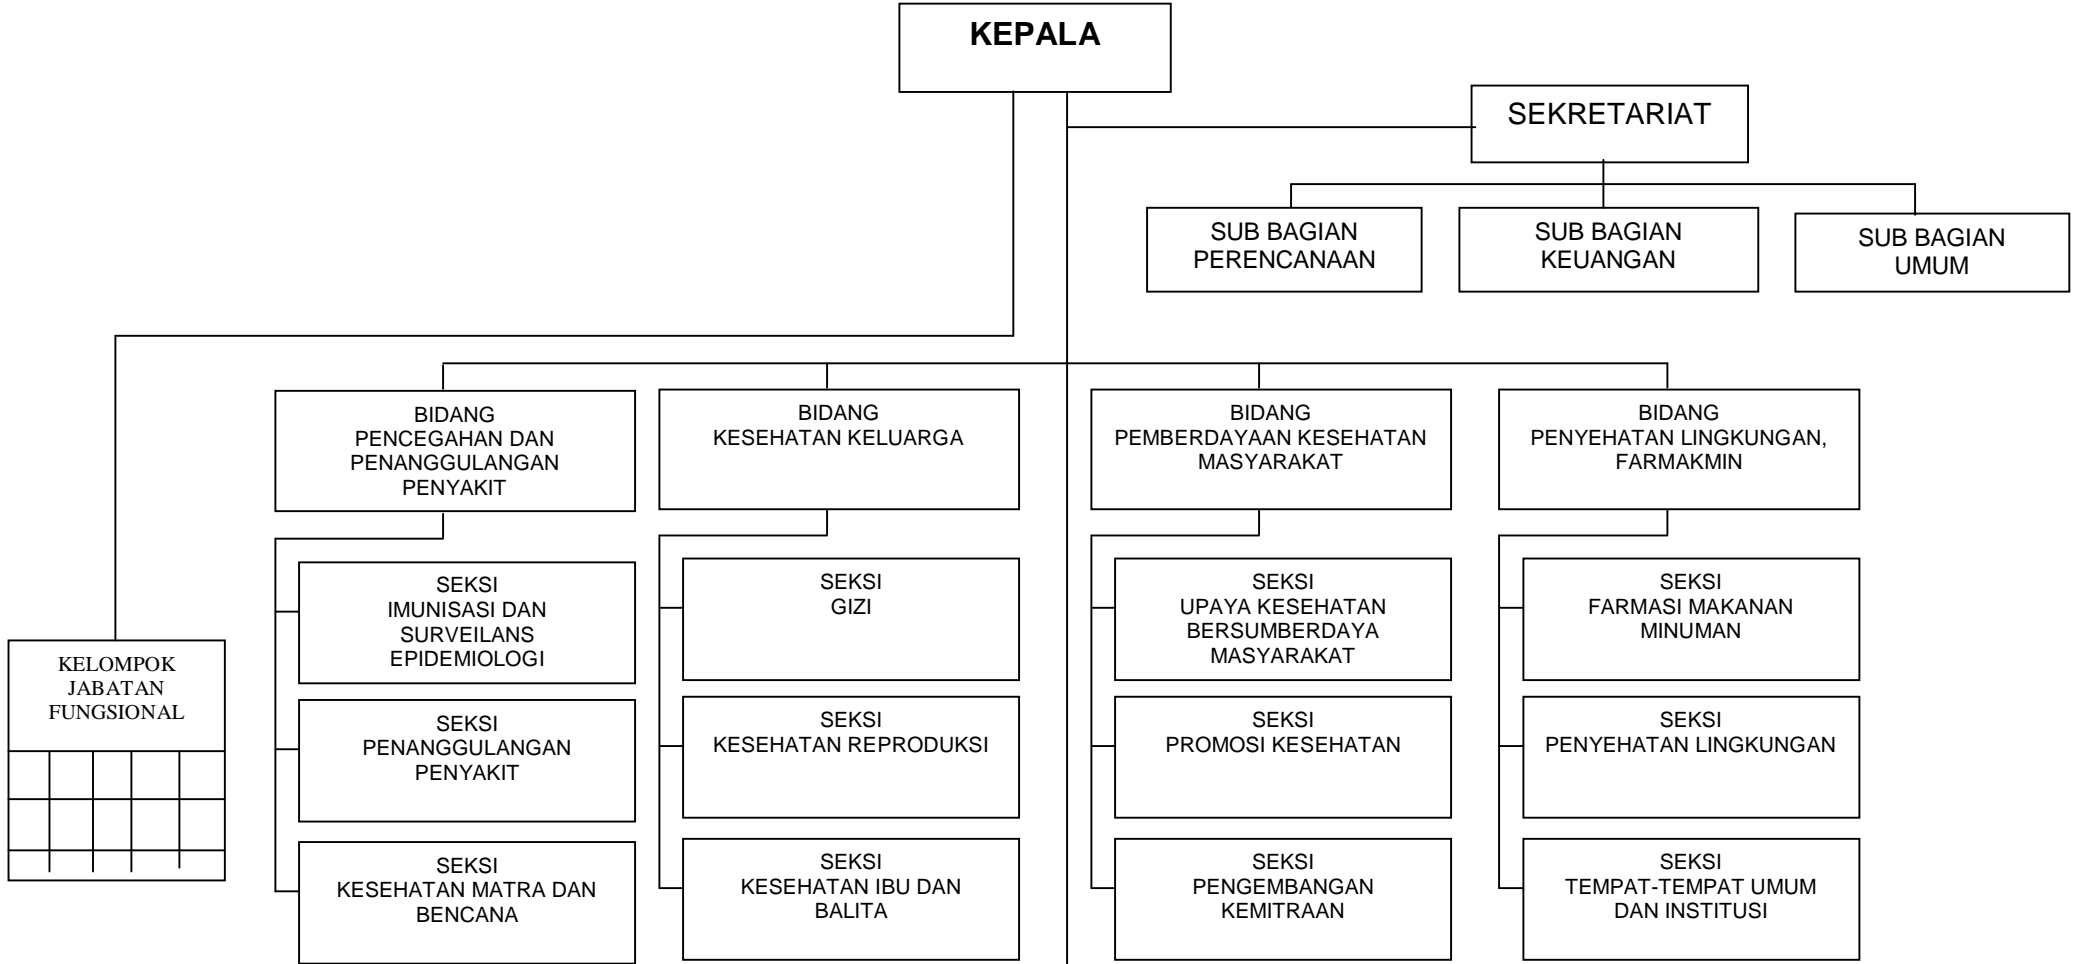 KEPALA
SEKRETARIAT
SUB BAGIAN
PERENCANAAN
SUB BAGIAN
KEUANGAN
SUB BAGIAN
UMUM
BIDANG
PENCEGAHAN DAN
PENANGGULANGAN
PENYAKIT
BIDANG
KESEHATAN KELUARGA
BIDANG
PEMBERDAYAAN KESEHATAN
MASYARAKAT
BIDANG
PENYEHATAN LINGKUNGAN,
FARMAKMIN
SEKSI
IMUNISASI DAN
SURVEILANS
EPIDEMIOLOGI
SEKSI
GIZI
SEKSI
UPAYA KESEHATAN
BERSUMBERDAYA
MASYARAKAT
SEKSI
FARMASI MAKANAN
MINUMAN
KELOMPOK
JABATAN
FUNGSIONAL
SEKSI
PENANGGULANGAN
PENYAKIT
SEKSI
KESEHATAN REPRODUKSI
SEKSI
PROMOSI KESEHATAN
SEKSI
PENYEHATAN LINGKUNGAN
SEKSI
KESEHATAN MATRA DAN
BENCANA
SEKSI
KESEHATAN IBU DAN
BALITA
SEKSI
PENGEMBANGAN
KEMITRAAN
SEKSI
TEMPAT-TEMPAT UMUM
DAN INSTITUSI